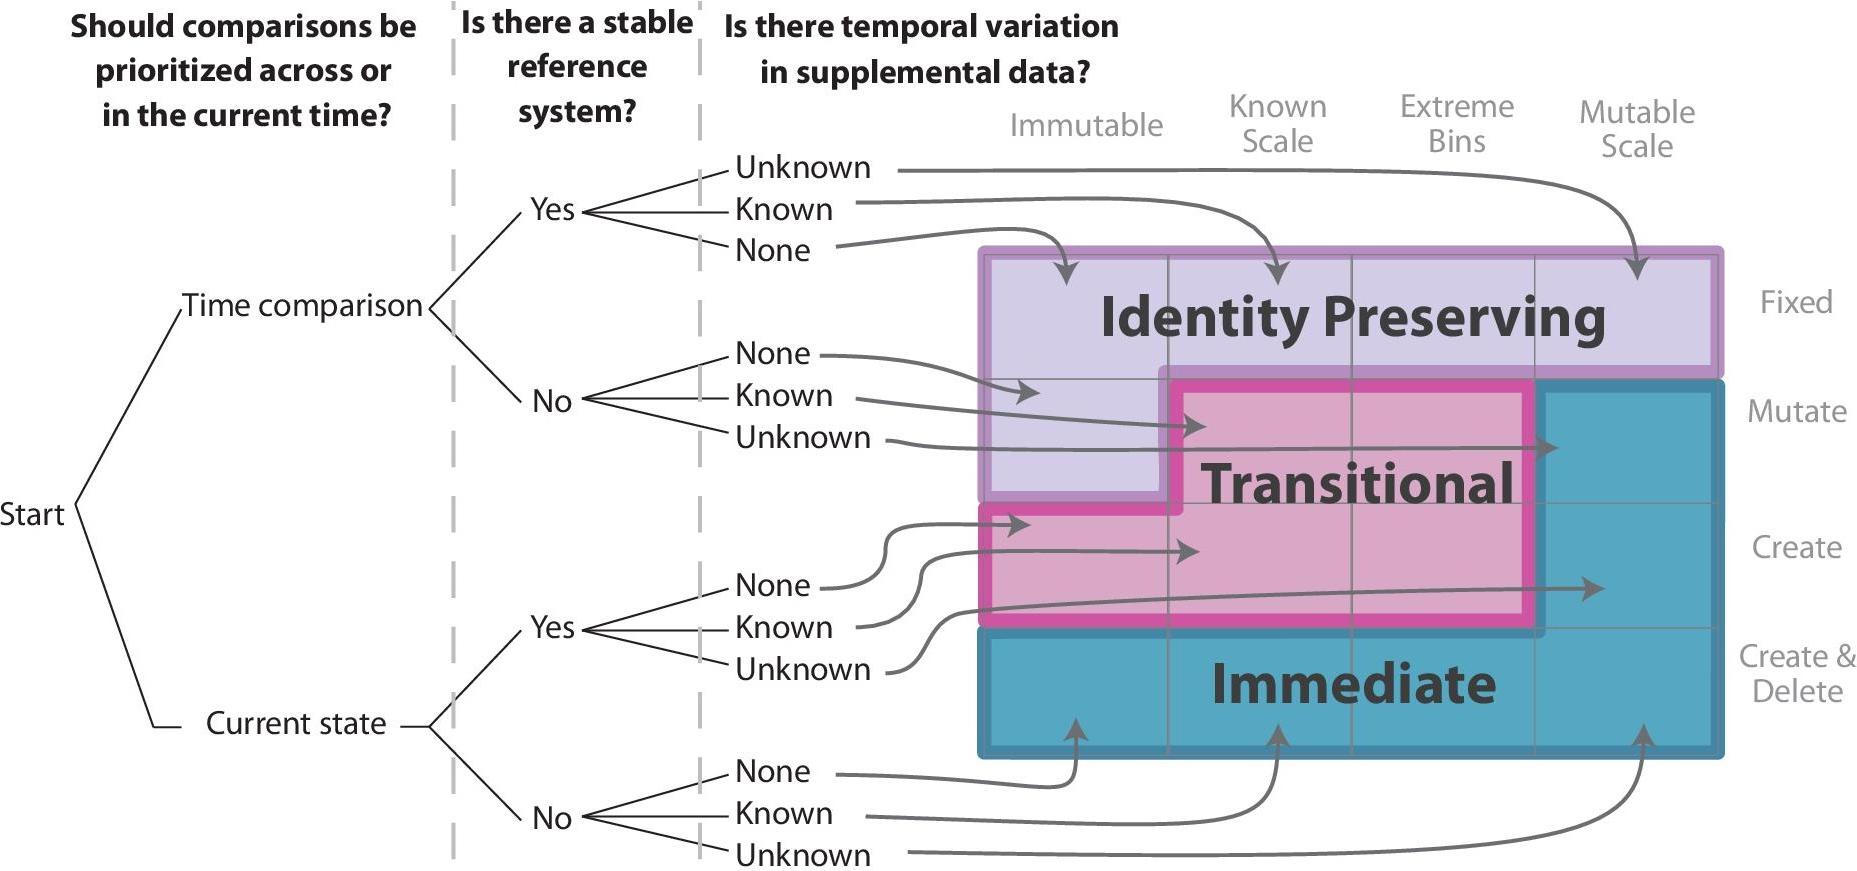 Should comparisons be
prioritized across or
in the current time?
Is there a stable
reference
system?
Is there temporal variation
in supplemental data?
Immutable
Known
Scale
Extreme
Bins
Mutable
Scale
Unknown
Known
None
Yes
Time comparison
No
None
Known
Unknown
Start
Current state
Yes
None
Known
Unknown
No
None
Known
Unknown
Identity Preserving
Transitional
Immediate
Fixed
Mutate
Create
Create &
Delete